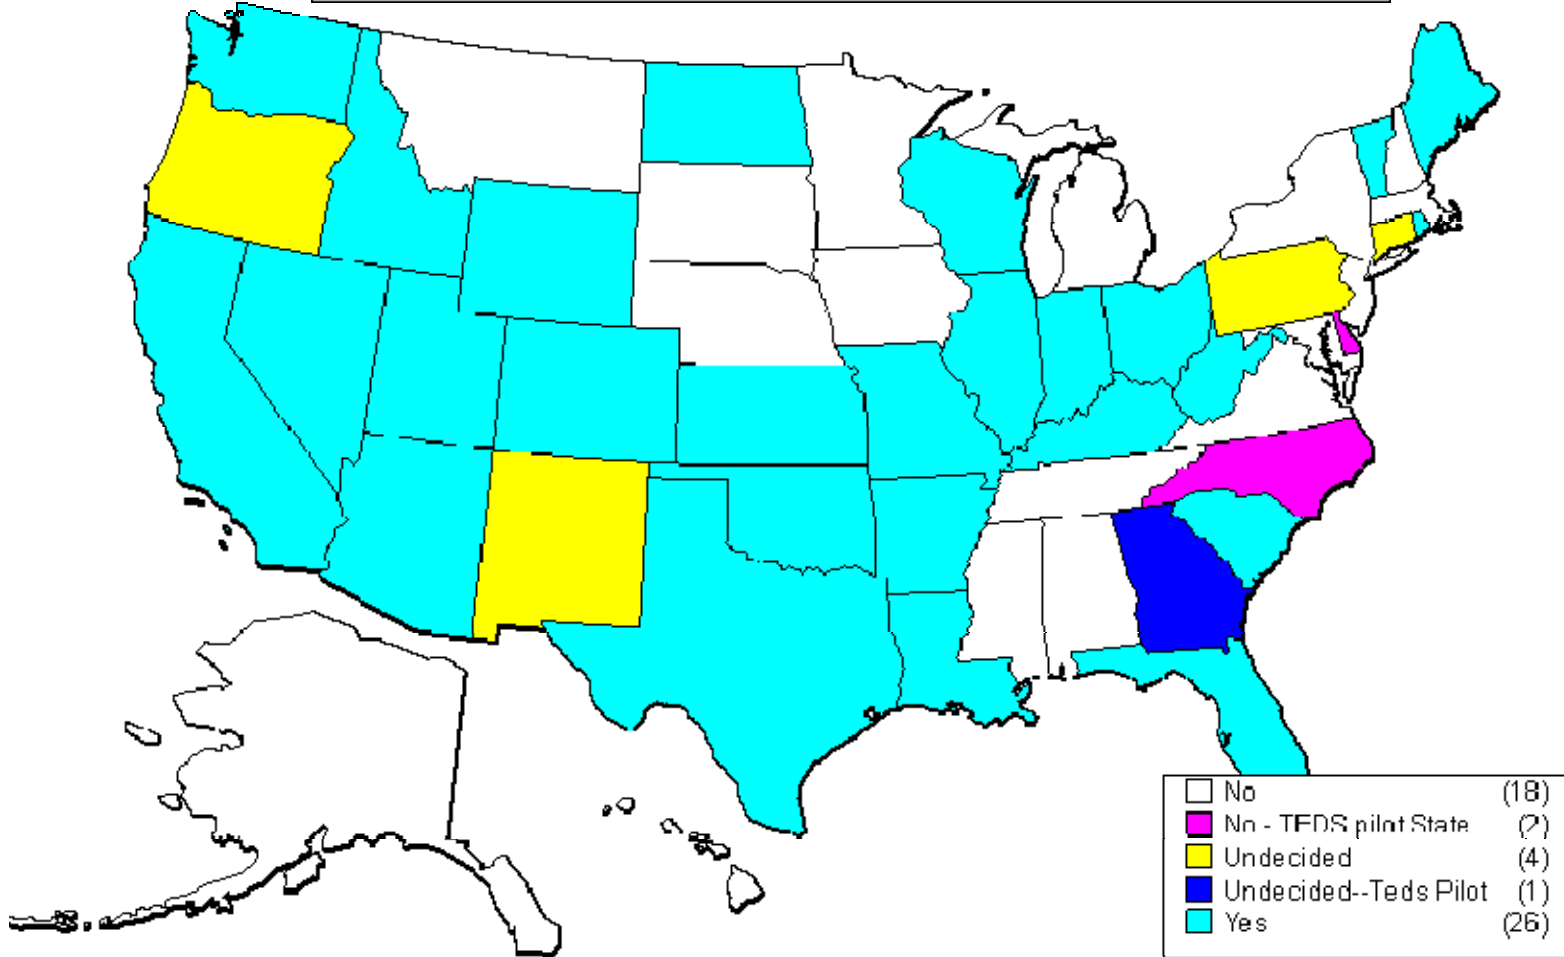 No (18)
No - TEDS pilot State (2)
Undecided (4)
Undecided--Teds Pilot (1)
Yes (26)